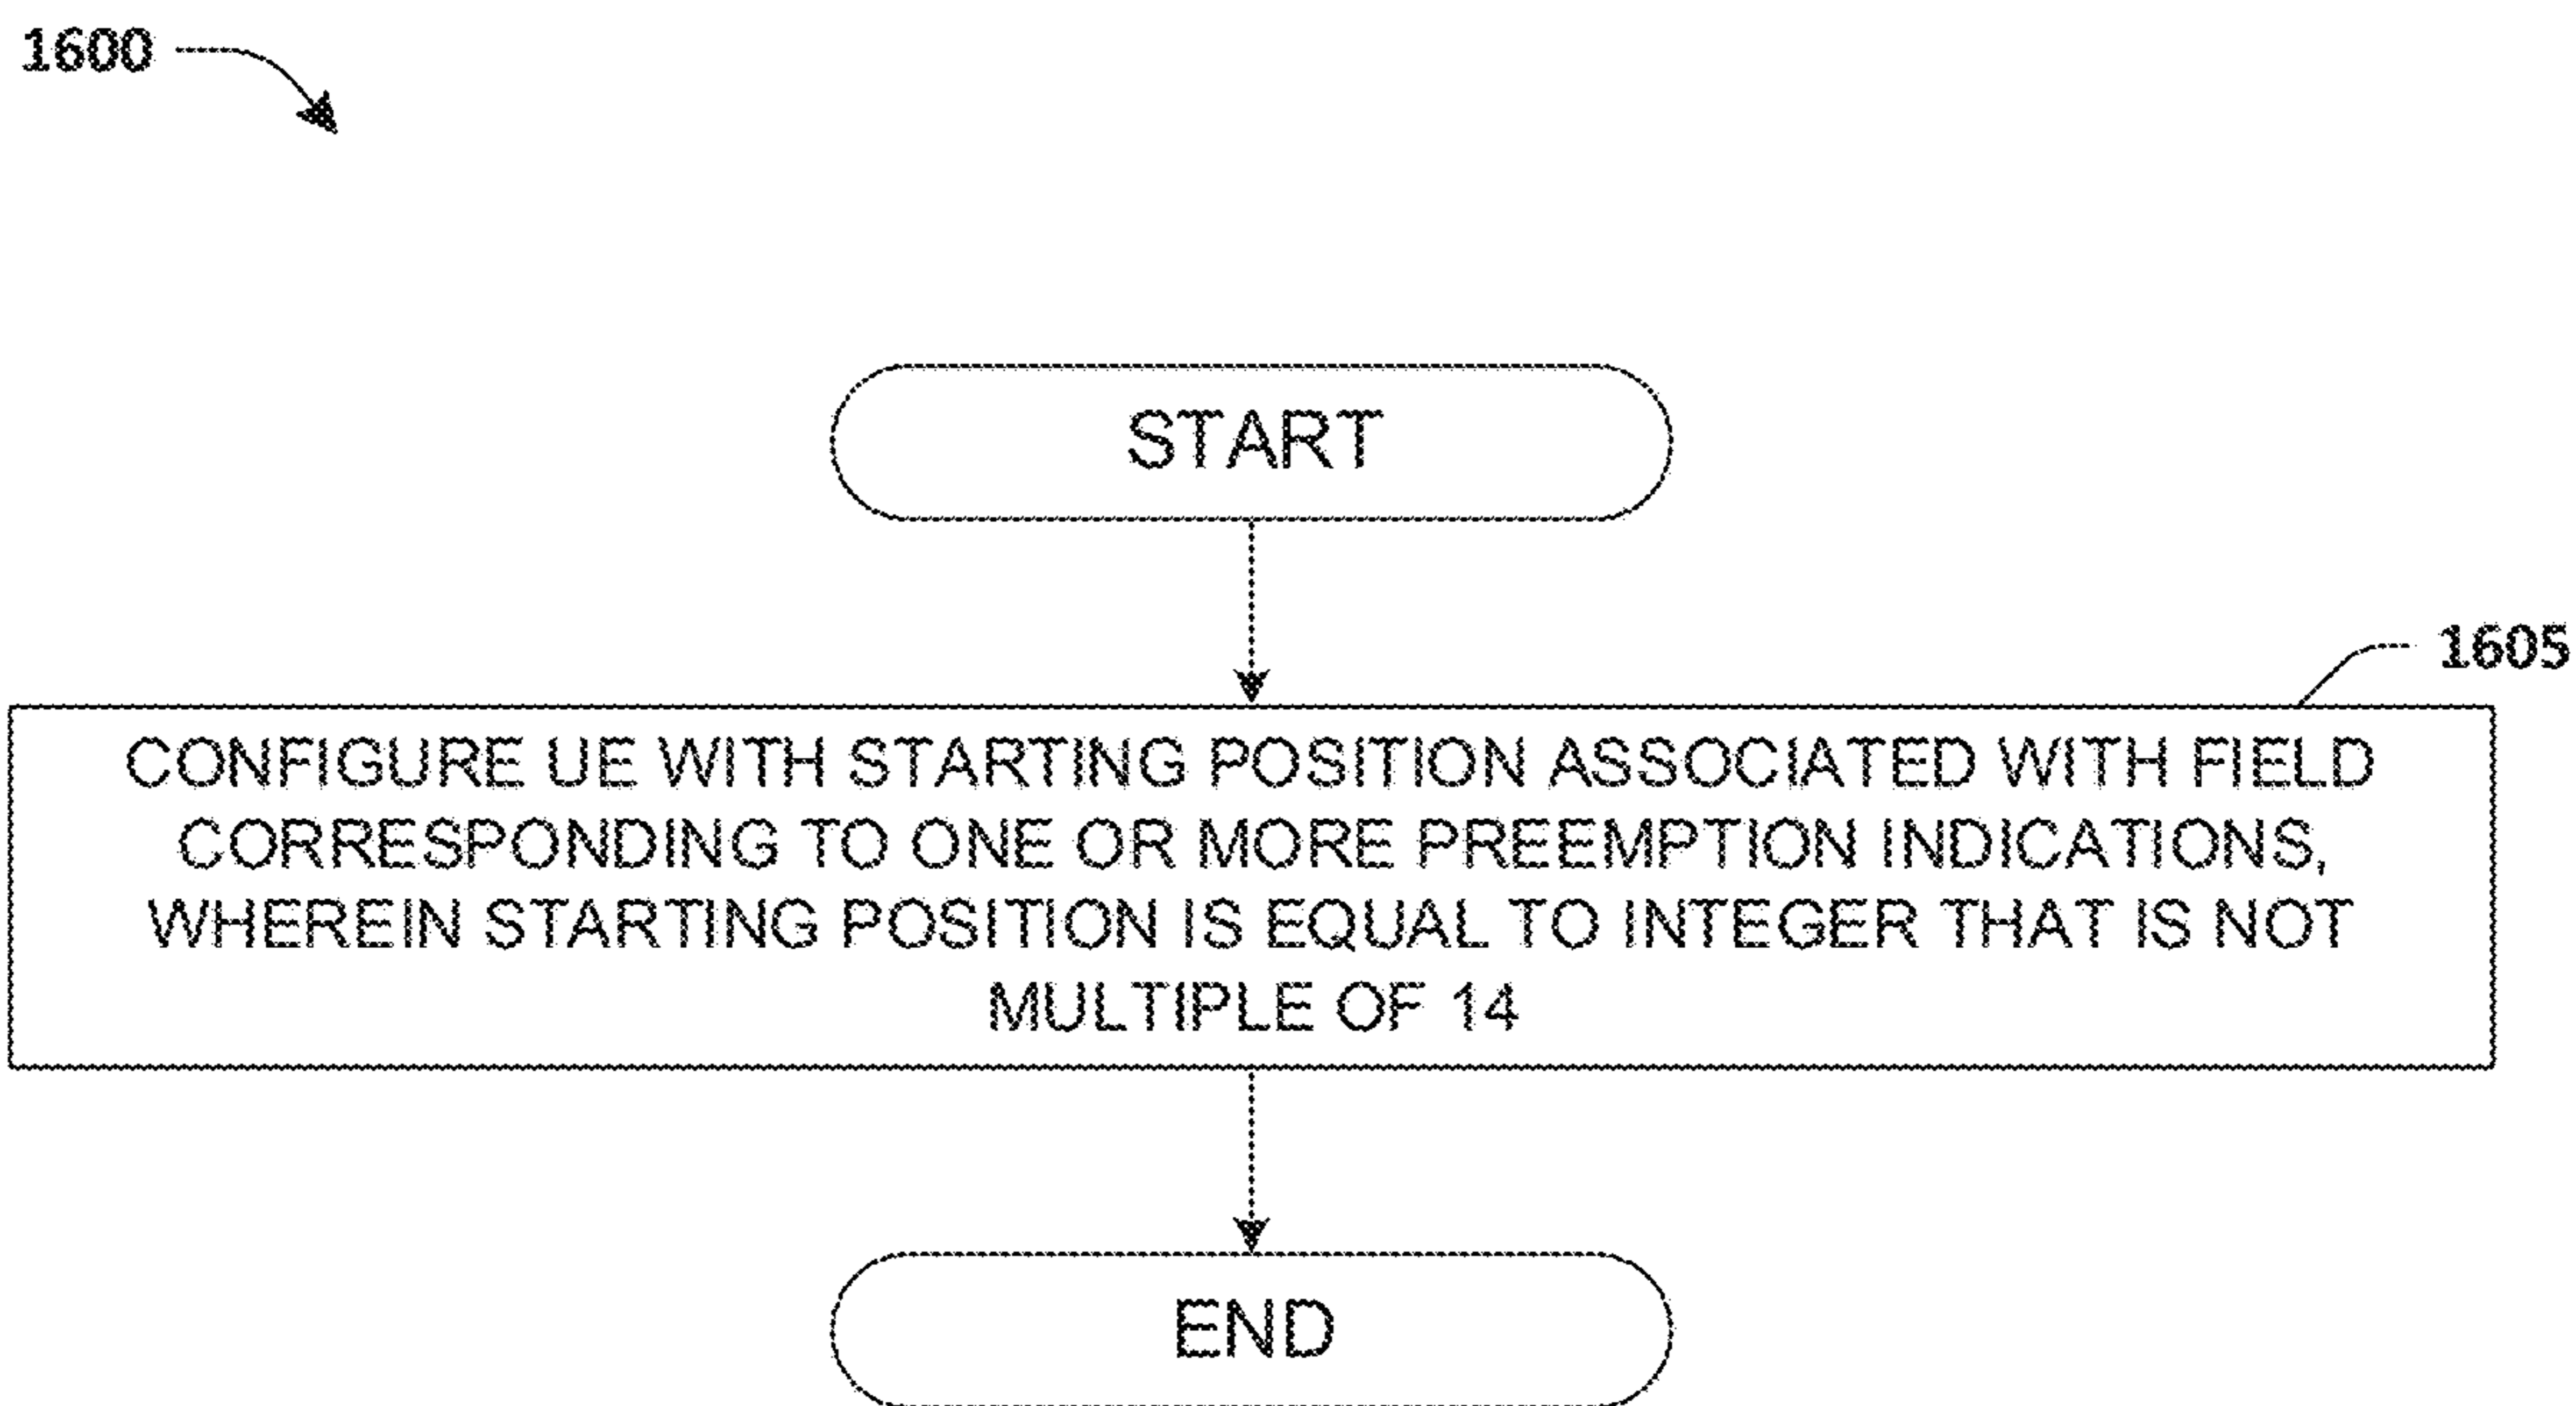 1600
START
1605
CONFIGURE UE WITH STARTING POSITION ASSOCIATED WITH FIELD
CORRESPONDING TO ONE OR MORE PREEMPTION INDICATIONS,
WHEREIN STARTING POSITION IS EQUAL TO INTEGER THAT IS NOT
MULTIPLE OF 14
END